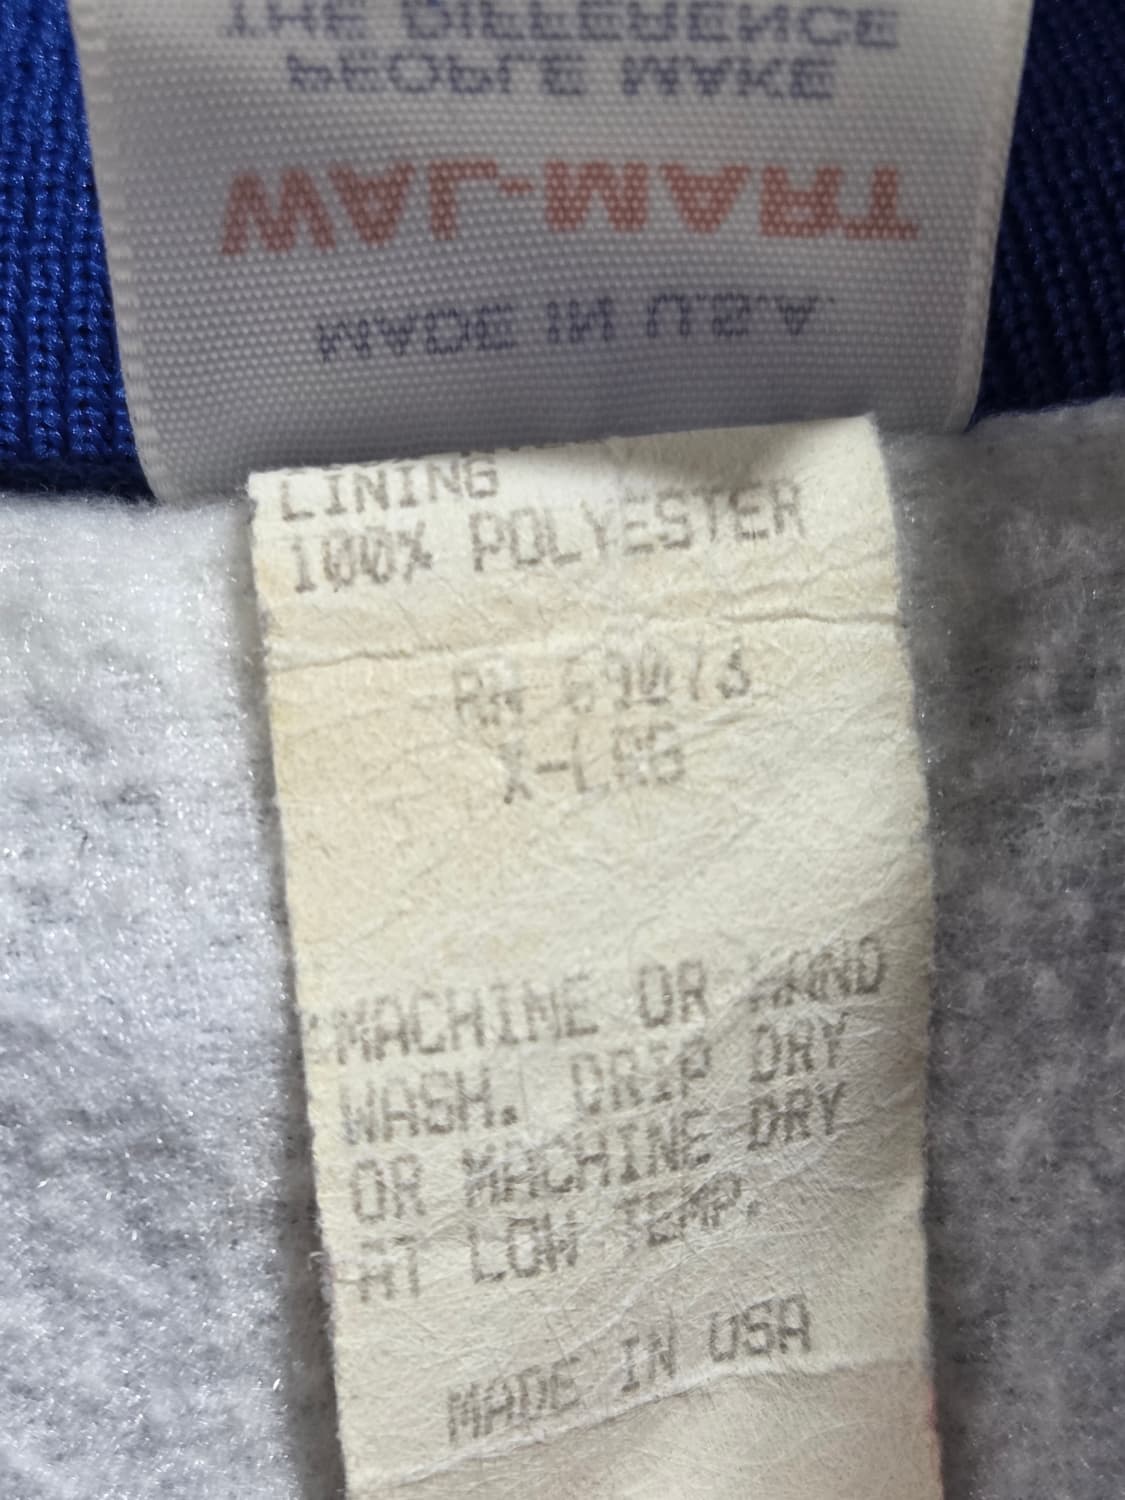 THE DIFFERENCE
PEOPLE MAKE
WAL-MART
MADE IN U.S.A.
LINING
100% POLYESTER
RN 69073
X-LRG
MACHINE OR HAND
WASH. DRIP DRY
OR MACHINE DRY
AT LOW TEMP.
MADE IN USA